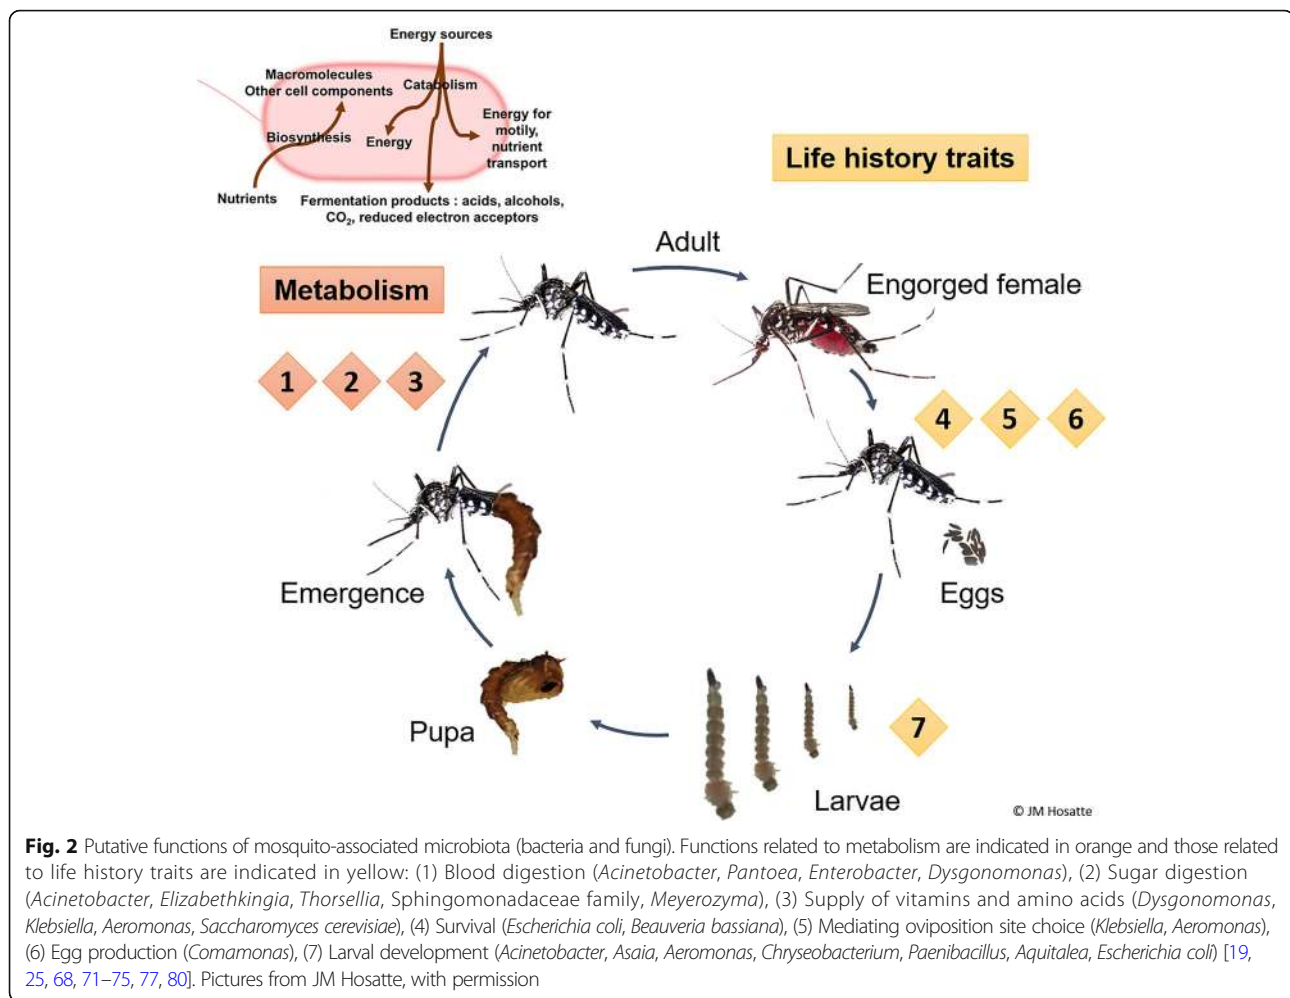 Energy sources
Macromolecules
Other cell components
Catabolism
Energy for
motily,
nutrient
transport
Biosynthesis
Energy
Nutrients
Fermentation products : acids, alcohols,
CO2, reduced electron acceptors
Life history traits
Metabolism
Adult
Engorged female
1
2
3
4
5
6
Emergence
Eggs
Pupa
7
Larvae
© JM Hosatte
Fig. 2 Putative functions of mosquito-associated microbiota (bacteria and fungi). Functions related to metabolism are indicated in orange and those related
to life history traits are indicated in yellow: (1) Blood digestion (Acinetobacter, Pantoea, Enterobacter, Dysgonomonas), (2) Sugar digestion
(Acinetobacter, Elizabethkingia, Thorsellia, Sphingomonadaceae family, Meyerozyma), (3) Supply of vitamins and amino acids (Dysgonomonas,
Klebsiella, Aeromonas, Saccharomyces cerevisiae), (4) Survival (Escherichia coli, Beauveria bassiana), (5) Mediating oviposition site choice (Klebsiella, Aeromonas),
(6) Egg production (Comamonas), (7) Larval development (Acinetobacter, Asaia, Aeromonas, Chryseobacterium, Paenibacillus, Aquitalea, Escherichia coli) [19,
25, 68, 71–75, 77, 80]. Pictures from JM Hosatte, with permission